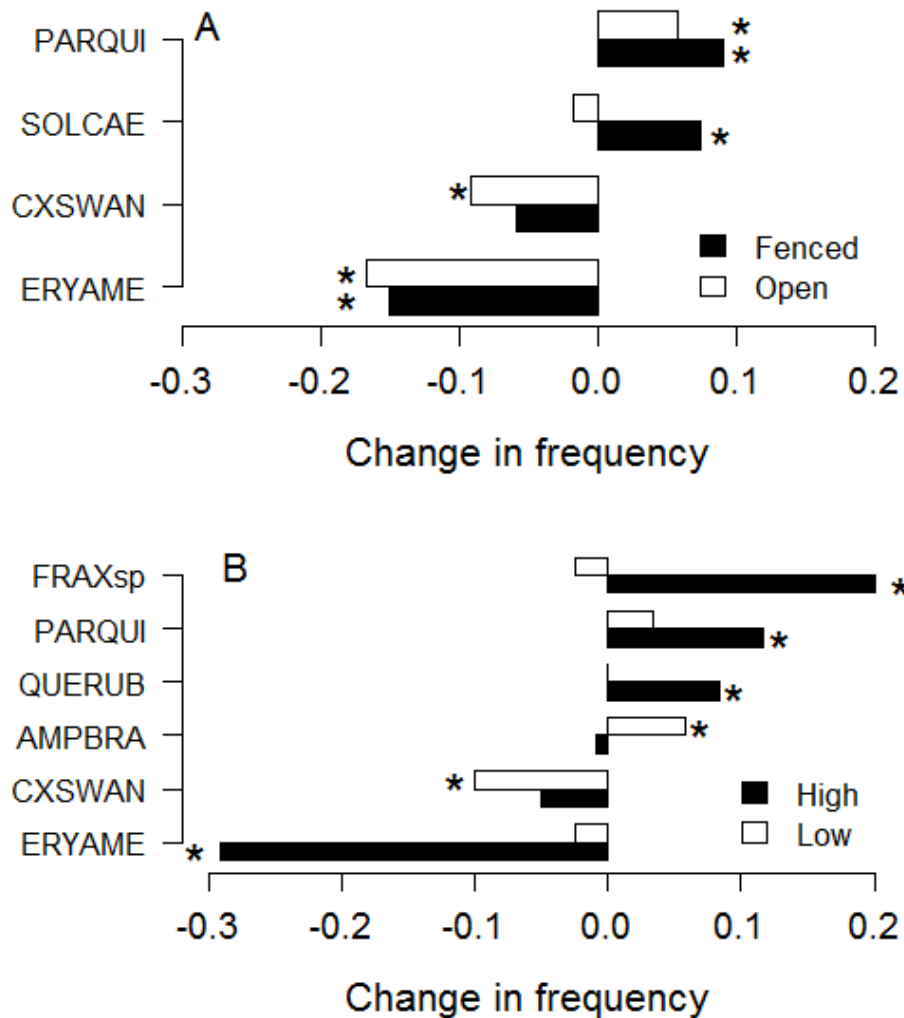 A
PARQUI
*
*
SOLCAE
*
CXSWAN
*
ERYAME
*
*
Fenced
Open
-0.3 -0.2 -0.1 0.0 0.1 0.2
Change in frequency
B
FRAXsp
*
PARQUI
*
QUERUB
*
AMPBRA
*
CXSWAN
*
ERYAME
*
High
Low
-0.3 -0.2 -0.1 0.0 0.1 0.2
Change in frequency